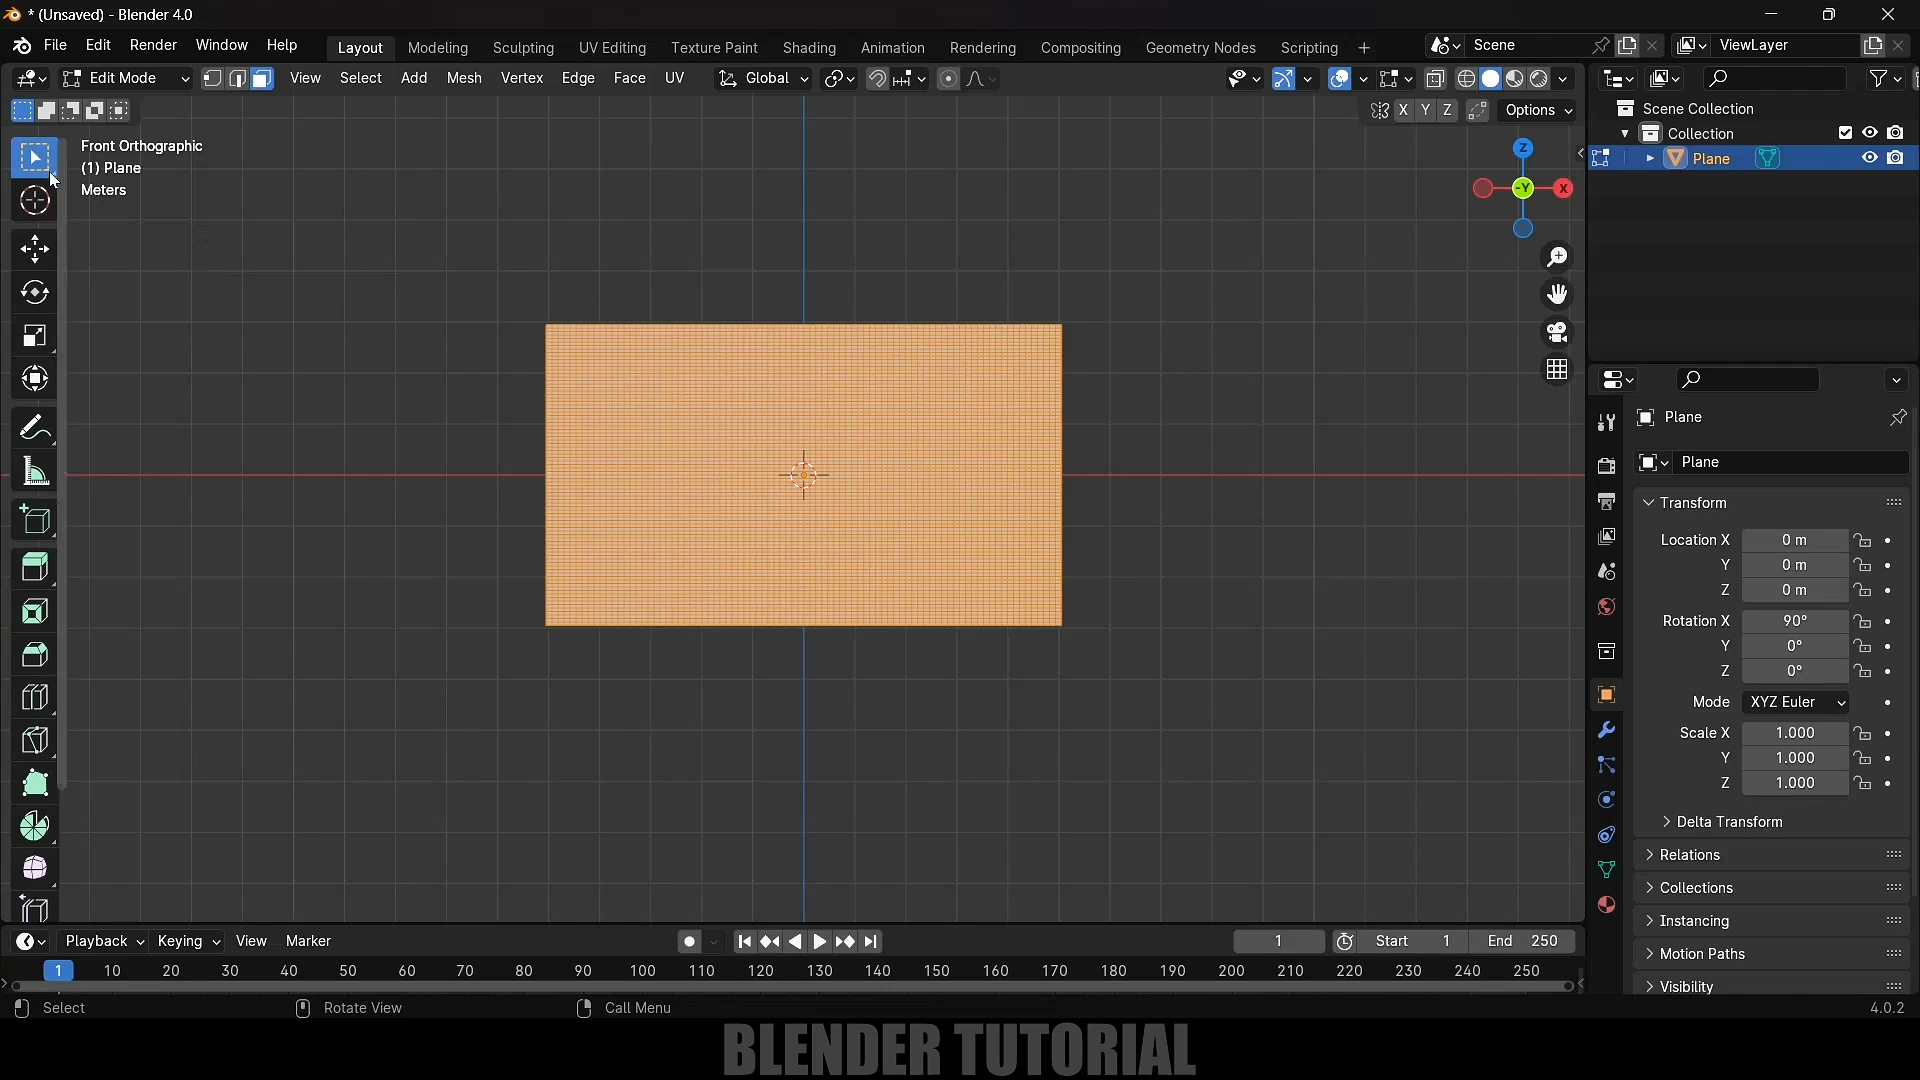 * (Unsaved) - Blender 4.0
File Edit Render Window Help Layout Modeling Sculpting UV Editing Texture Paint Shading Animation Rendering Compositing Geometry Nodes Scripting + Scene ViewLayer
Edit Mode View Select Add Mesh Vertex Edge Face UV Global
X Y Z Options
Front Orthographic
(1) Plane
Meters
Z
-Y
X
Scene Collection
Collection
Plane
Plane
Plane
Transform
Location X 0 m
Y 0 m
Z 0 m
Rotation X 90°
Y 0°
Z 0°
Mode XYZ Euler
Scale X 1.000
Y 1.000
Z 1.000
Delta Transform
Relations
Collections
Instancing
Motion Paths
Visibility
Playback Keying View Marker 1 Start 1 End 250
1 10 20 30 40 50 60 70 80 90 100 110 120 130 140 150 160 170 180 190 200 210 220 230 240 250
Select Rotate View Call Menu 4.0.2
BLENDER TUTORIAL